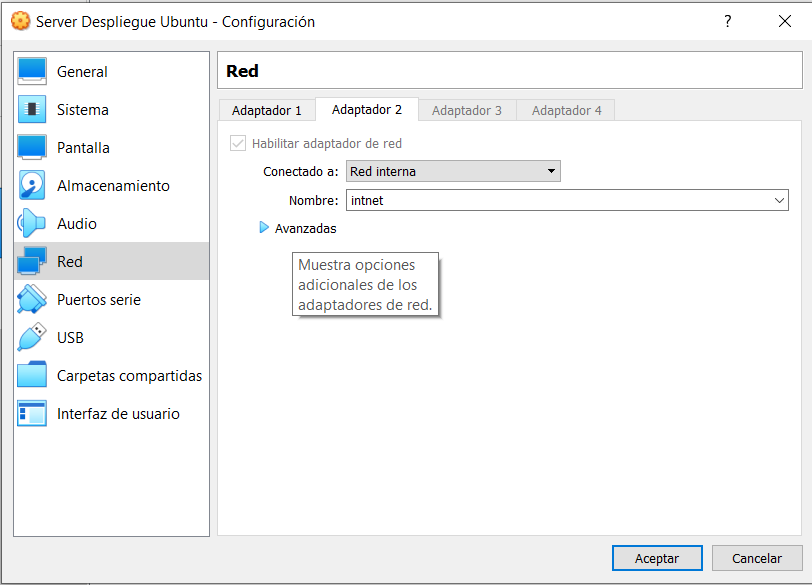 Server Despliegue Ubuntu - Configuración
?
General
Sistema
Pantalla
Almacenamiento
Audio
Red
Puertos serie
USB
Carpetas compartidas
Interfaz de usuario
Red
Adaptador 1 Adaptador 2 Adaptador 3 Adaptador 4
Habilitar adaptador de red
Conectado a: Red interna
Nombre: intnet
Avanzadas
Muestra opciones
adicionales de los
adaptadores de red.
Aceptar Cancelar